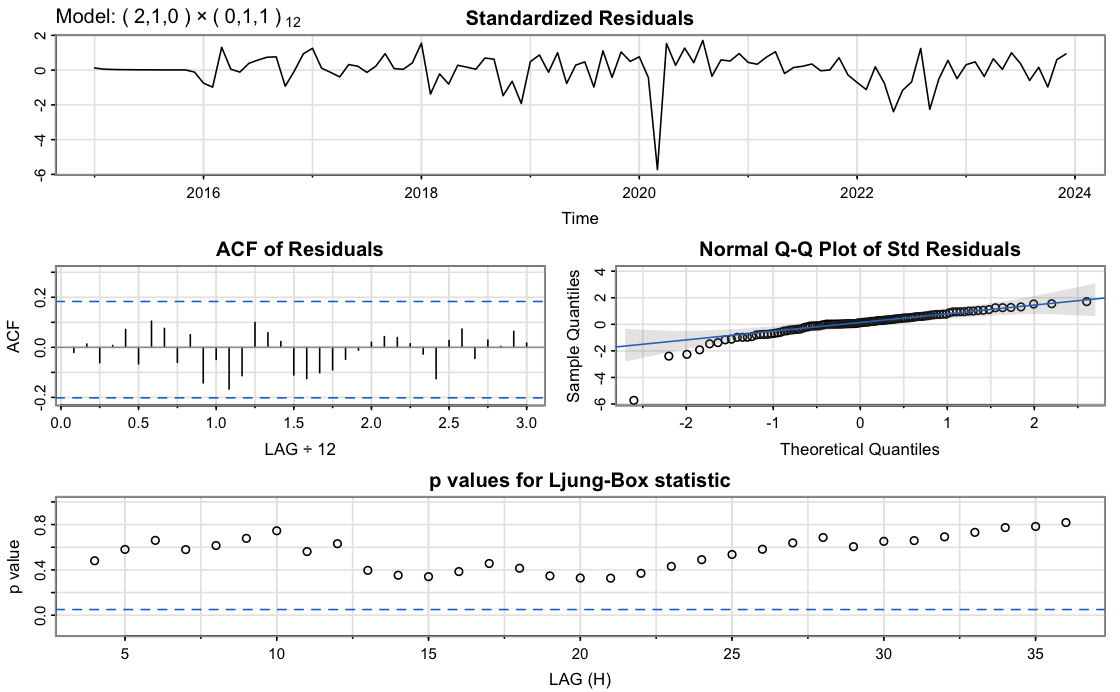 Model: ( 2,1,0 ) × ( 0,1,1 ) 12
Standardized Residuals
2
0
-2
-4
-6
2016 2018 2020 2022 2024
Time
ACF of Residuals
ACF
0.2
0.0
-0.2
0.0 0.5 1.0 1.5 2.0 2.5 3.0
LAG ÷ 12
Normal Q-Q Plot of Std Residuals
Sample Quantiles
4
2
0
-2
-4
-6
-2 -1 0 1 2
Theoretical Quantiles
p values for Ljung-Box statistic
p value
0.8
0.4
0.0
5 10 15 20 25 30 35
LAG (H)